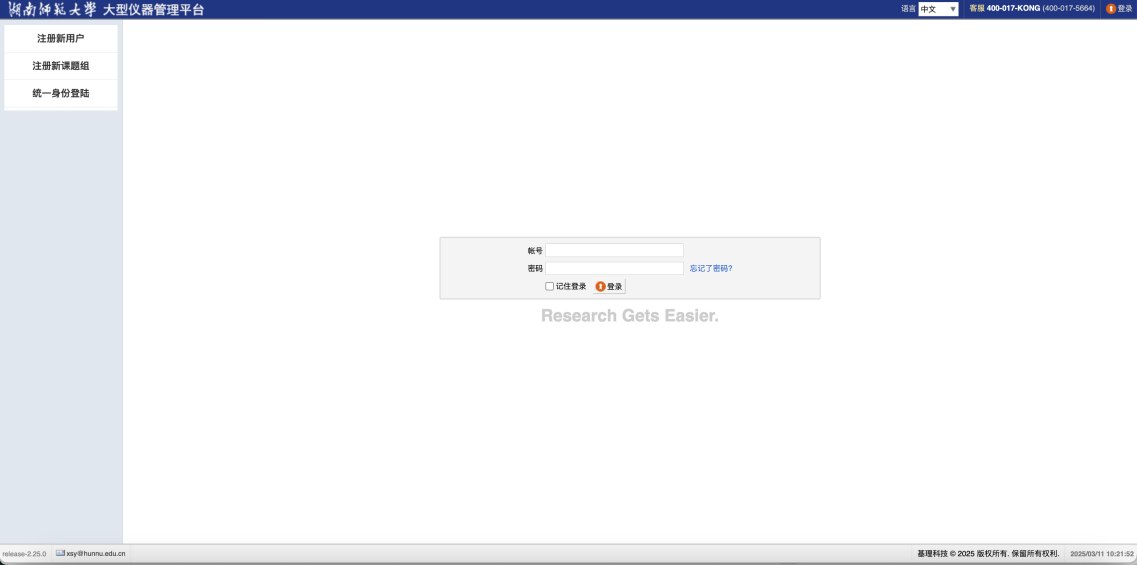 湖南师范大学 大型仪器管理平台
语言 中文 客服 400-017-KONG (400-017-5664) 登录
注册新用户
注册新课题组
统一身份登陆
帐号
密码 忘记了密码?
记住登录 登录
Research Gets Easier.
release-2.25.0 xsy@hunnu.edu.cn 基理科技 © 2025 版权所有. 保留所有权利. 2025/03/11 10:21:52